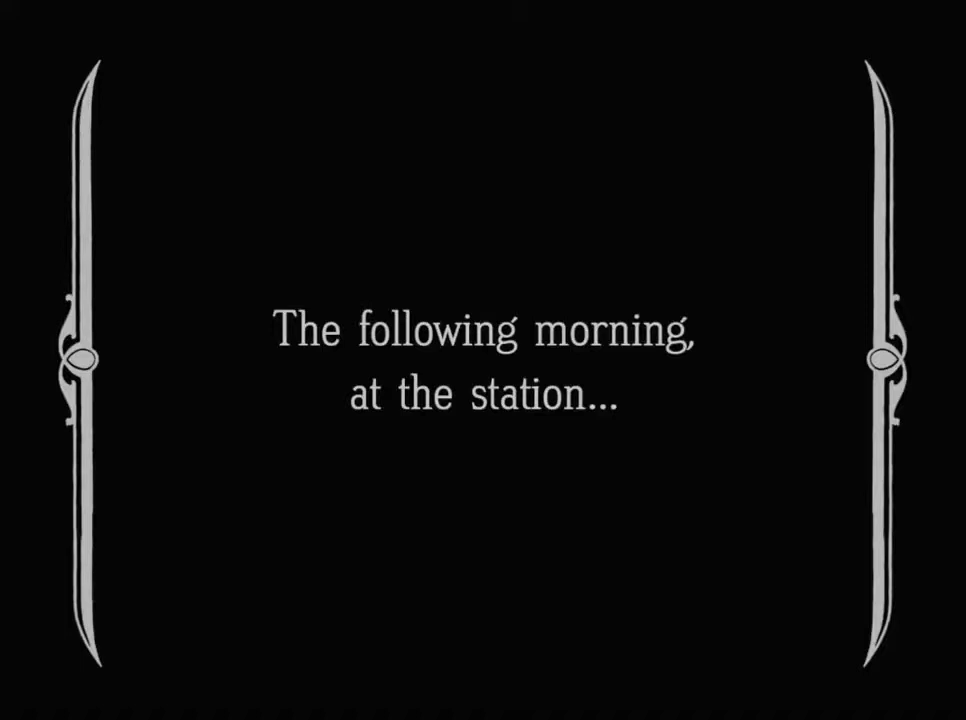 The following morning,
at the station...